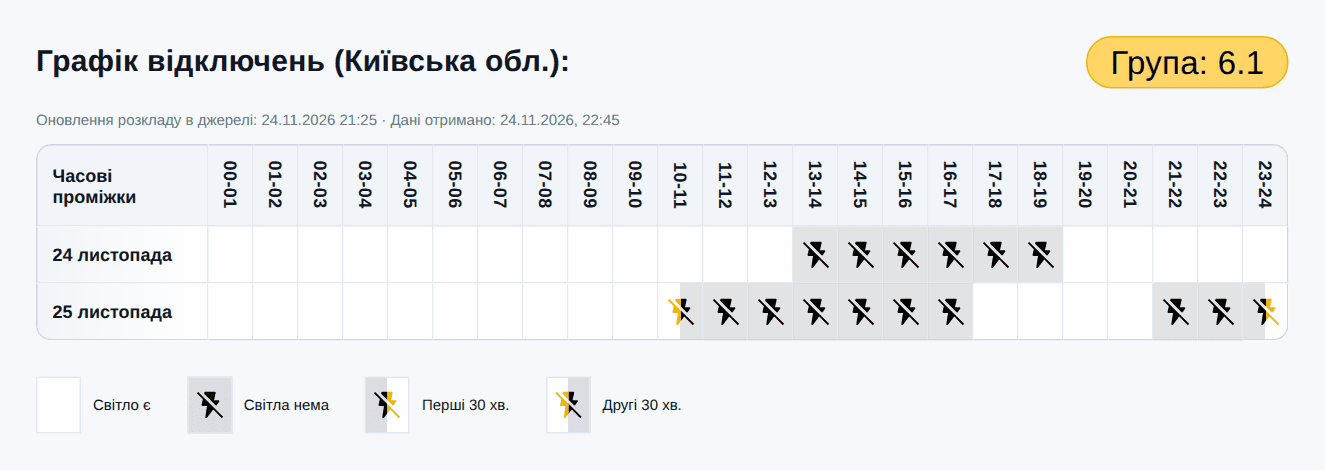 Графік відключень (Київська обл.):
Група: 6.1
Оновлення розкладу в джерелі: 24.11.2026 21:25 · Дані отримано: 24.11.2026, 22:45
Часові
проміжки
00-01
01-02
02-03
03-04
04-05
05-06
06-07
07-08
08-09
09-10
10-11
11-12
12-13
13-14
14-15
15-16
16-17
17-18
18-19
19-20
20-21
21-22
22-23
23-24
24 листопада
25 листопада
Світло є
Світла нема
Перші 30 хв.
Другі 30 хв.